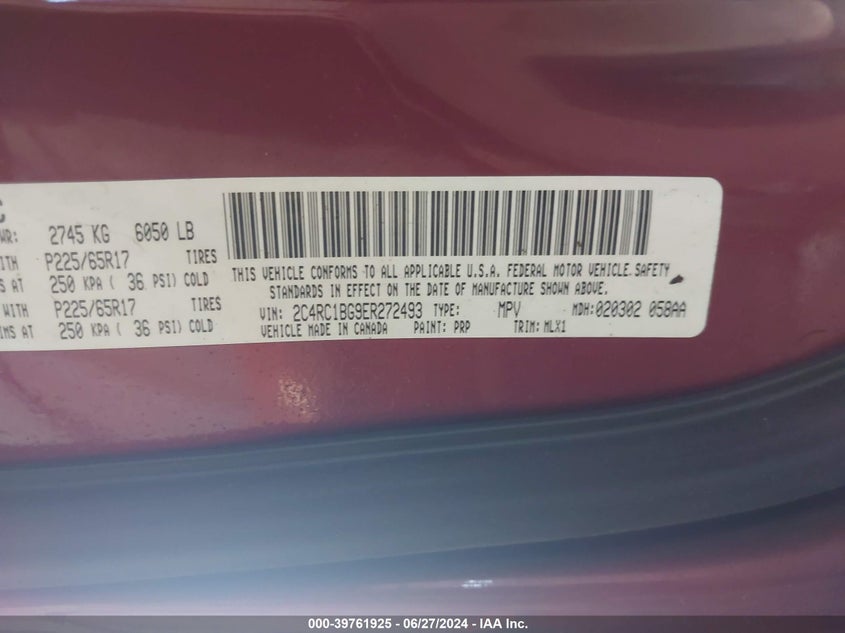 2745 KG 6050 LB
P225/65R17 TIRES
250 KPA ( 36 PSI) COLD
P225/65R17 TIRES
250 KPA ( 36 PSI) COLD
THIS VEHICLE CONFORMS TO ALL APPLICABLE U.S.A. FEDERAL MOTOR VEHICLE SAFETY
STANDARDS IN EFFECT ON THE DATE OF MANUFACTURE SHOWN ABOVE.
VIN: 2C4RC1BG9ER272493 TYPE: MPV MDH:020302 058AA
VEHICLE MADE IN CANADA PAINT: PRP TRIM: MLX1
000-39761925 / 06/27/2024 - © IAA Inc.